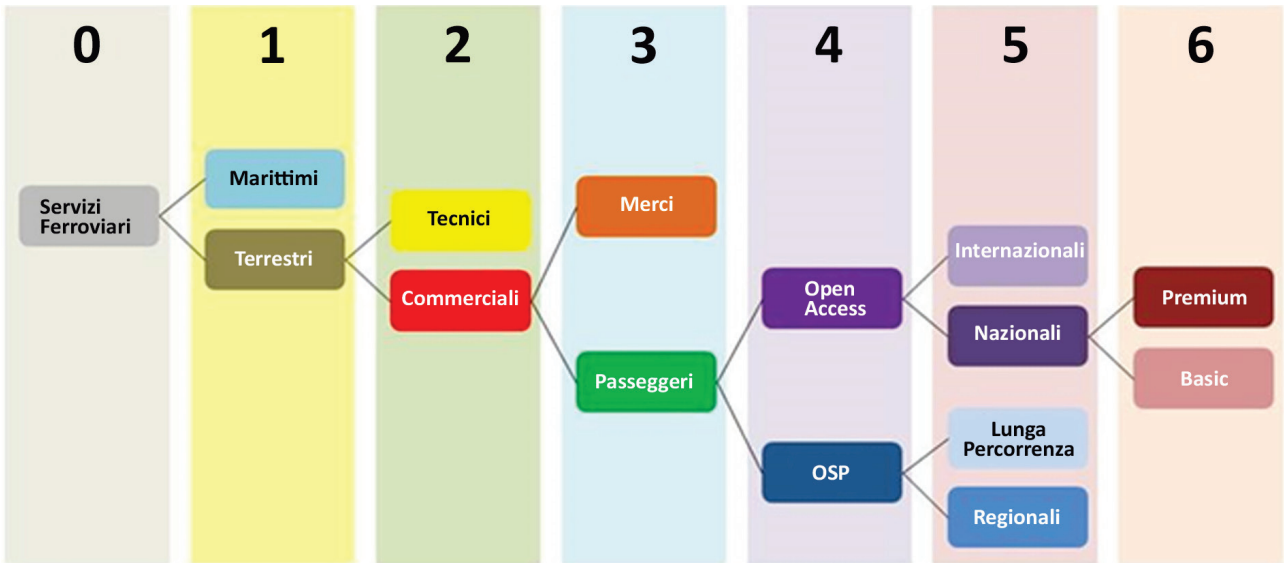 0
1
2
3
4
5
6
Servizi
Ferroviari
Marittimi
Terrestri
Tecnici
Commerciali
Merci
Passeggeri
Open
Access
OSP
Internazionali
Nazionali
Lunga
Percorrenza
Regionali
Premium
Basic